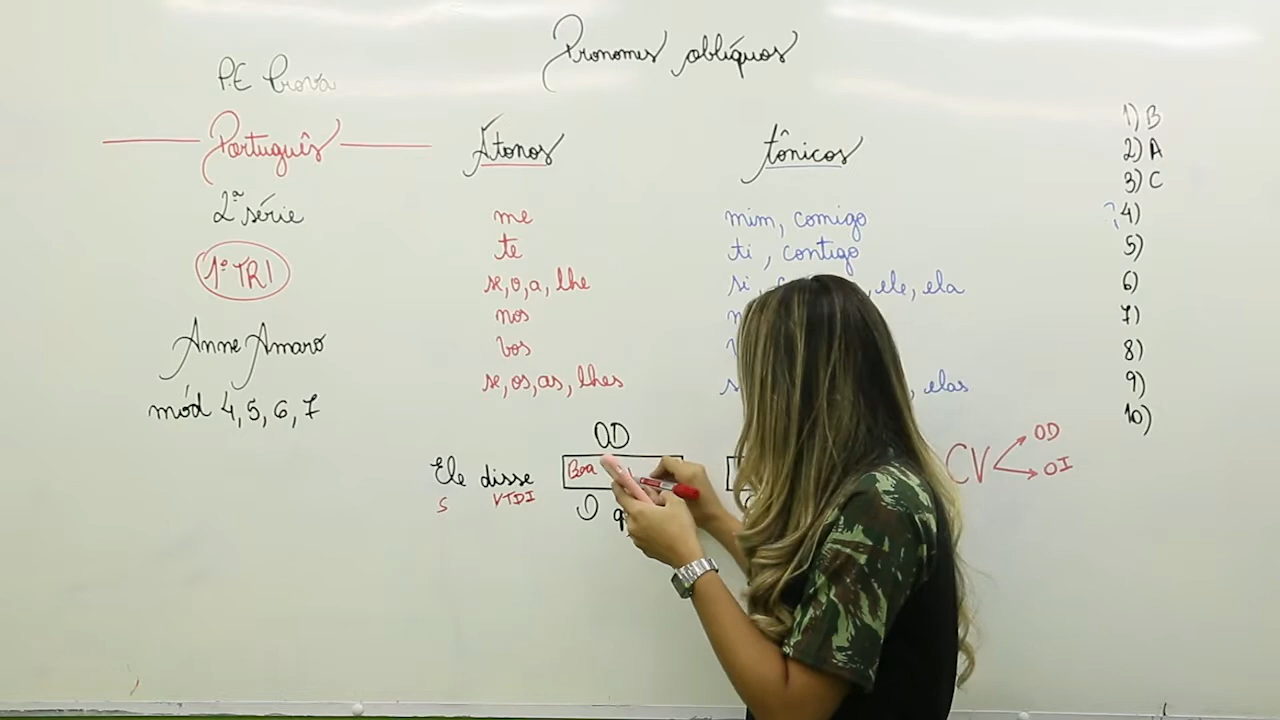 Pronomes oblíquos
P.E Prova
Português
2ª série
1º TRI
Anne Amaro
mód 4, 5, 6, 7
Átonos
me
te
se, o, a, lhe
nos
vos
se, os, as, lhes
tônicos
mim, comigo
ti, contigo
si, ele, ela
elas
OD
Ele disse Boa
S VTDI
CV OD
OI
1) B
2) A
3) C
4)
5)
6)
7)
8)
9)
10)